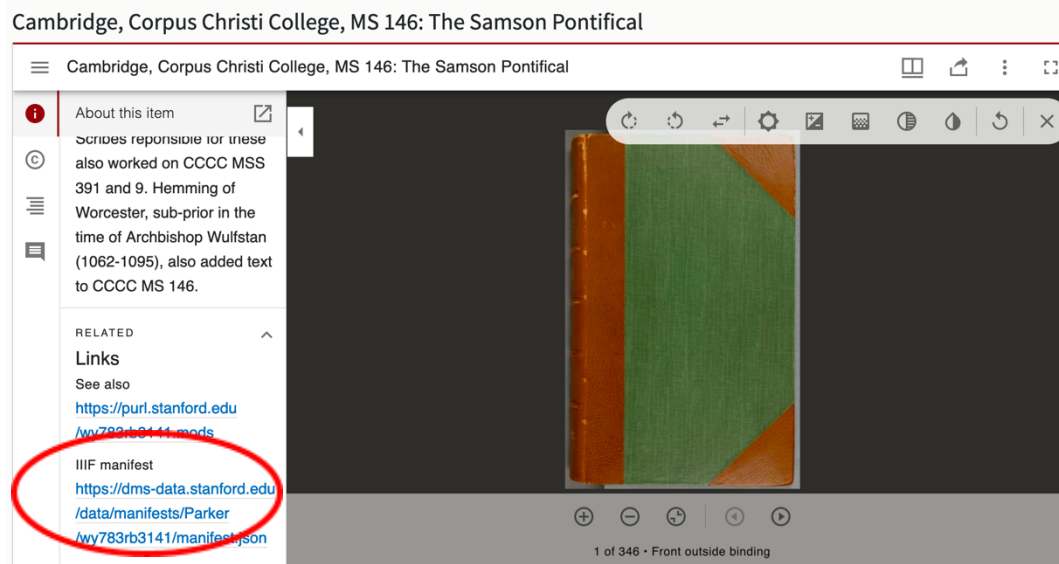 Cambridge, Corpus Christi College, MS 146: The Samson Pontifical
Cambridge, Corpus Christi College, MS 146: The Samson Pontifical
About this item
Scribes reponsible for these
also worked on CCCC MSS
391 and 9. Hemming of
Worcester, sub-prior in the
time of Archbishop Wulfstan
(1062-1095), also added text
to CCCC MS 146.
RELATED
Links
See also
https://purl.stanford.edu
/wy783rb3141.mods
IIIF manifest
https://dms-data.stanford.edu
/data/manifests/Parker
/wy783rb3141/manifest.json
1 of 346 • Front outside binding